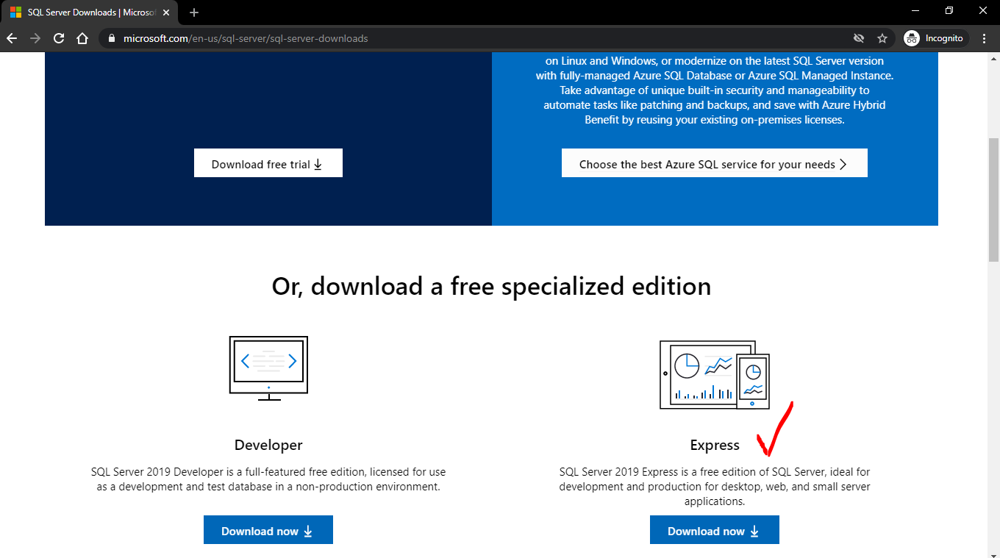 SQL Server Downloads | Microso
microsoft.com/en-us/sql-server/sql-server-downloads
Incognito
on Linux and Windows, or modernize on the latest SQL Server version
with fully-managed Azure SQL Database or Azure SQL Managed Instance.
Take advantage of unique built-in security and manageability to
automate tasks like patching and backups, and save with Azure Hybrid
Benefit by reusing your existing on-premises licenses.
Download free trial
Choose the best Azure SQL service for your needs
Or, download a free specialized edition
Developer
SQL Server 2019 Developer is a full-featured free edition, licensed for use
as a development and test database in a non-production environment.
Download now
Express
SQL Server 2019 Express is a free edition of SQL Server, ideal for
development and production for desktop, web, and small server
applications.
Download now